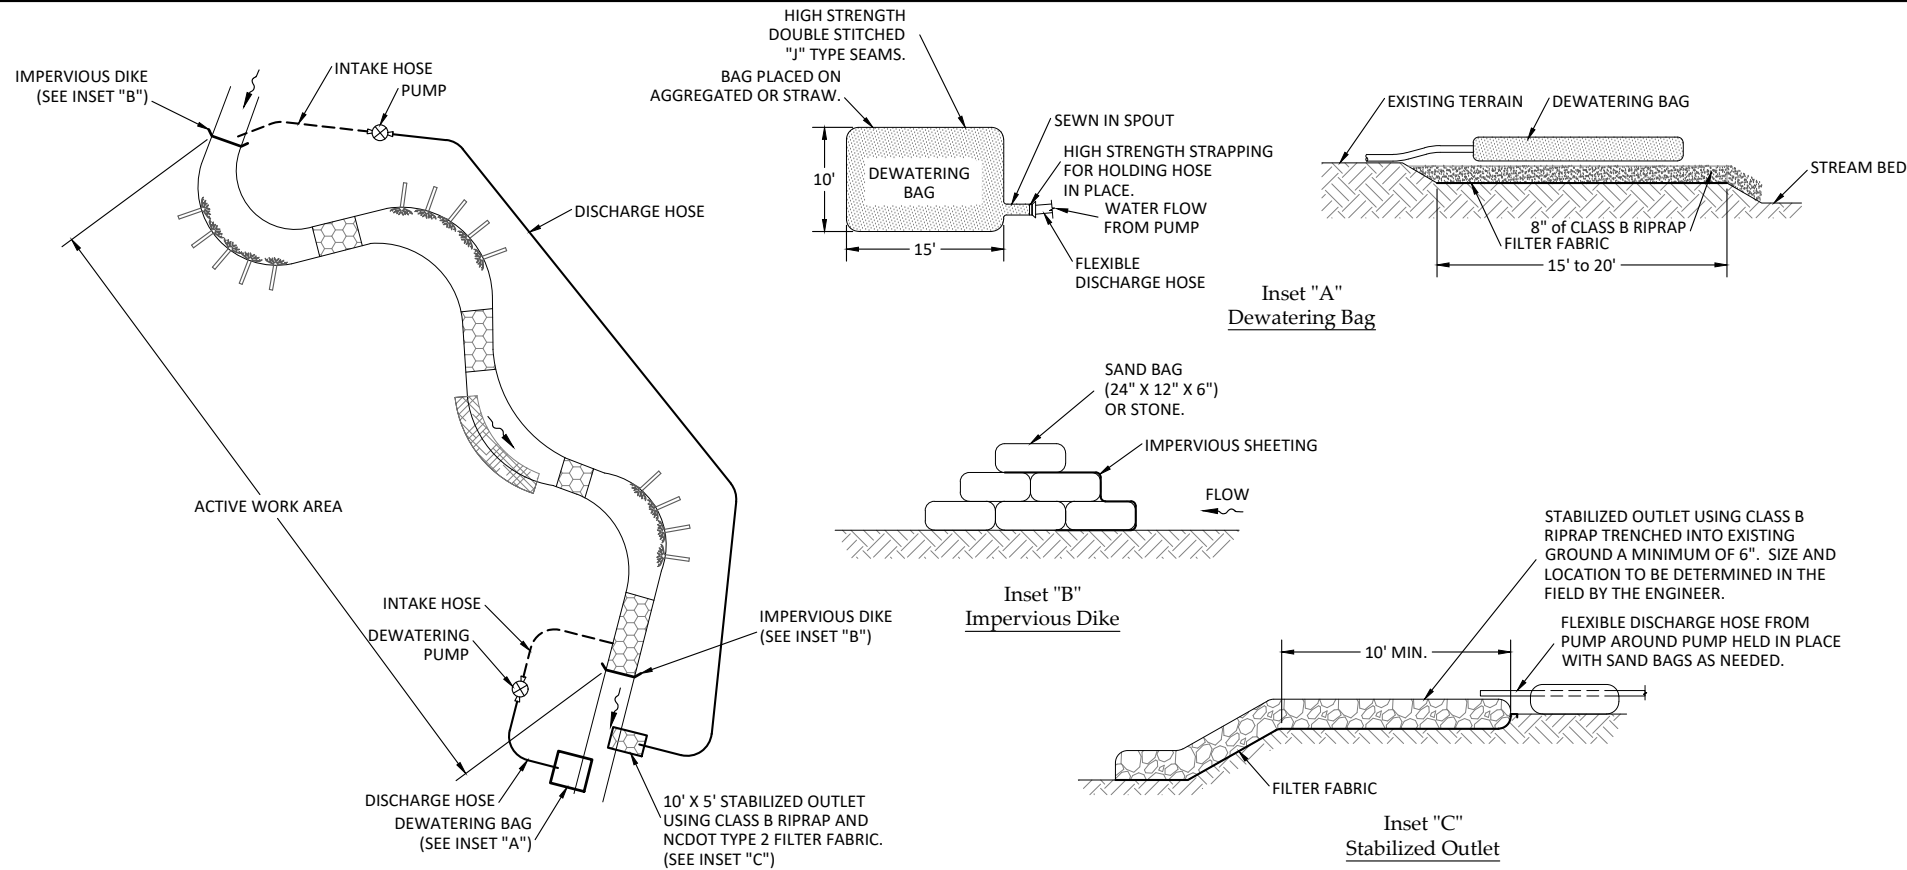 IMPERVIOUS DIKE
(SEE INSET "B")
INTAKE HOSE
PUMP
DISCHARGE HOSE
ACTIVE WORK AREA
INTAKE HOSE
DEWATERING
PUMP
IMPERVIOUS DIKE
(SEE INSET "B")
DISCHARGE HOSE
DEWATERING BAG
(SEE INSET "A")
10' X 5' STABILIZED OUTLET
USING CLASS B RIPRAP AND
NCDOT TYPE 2 FILTER FABRIC.
(SEE INSET "C")
HIGH STRENGTH
DOUBLE STITCHED
"J" TYPE SEAMS.
BAG PLACED ON
AGGREGATED OR STRAW.
SEWN IN SPOUT
HIGH STRENGTH STRAPPING
FOR HOLDING HOSE
IN PLACE.
WATER FLOW
FROM PUMP
10'
DEWATERING
BAG
15'
FLEXIBLE
DISCHARGE HOSE
EXISTING TERRAIN
DEWATERING BAG
STREAM BED
8" of CLASS B RIPRAP
FILTER FABRIC
15' to 20'
Inset "A"
Dewatering Bag
SAND BAG
(24" X 12" X 6")
OR STONE.
IMPERVIOUS SHEETING
FLOW
Inset "B"
Impervious Dike
STABILIZED OUTLET USING CLASS B
RIPRAP TRENCHED INTO EXISTING
GROUND A MINIMUM OF 6". SIZE AND
LOCATION TO BE DETERMINED IN THE
FIELD BY THE ENGINEER.
FLEXIBLE DISCHARGE HOSE FROM
PUMP AROUND PUMP HELD IN PLACE
WITH SAND BAGS AS NEEDED.
10' MIN.
FILTER FABRIC
Inset "C"
Stabilized Outlet